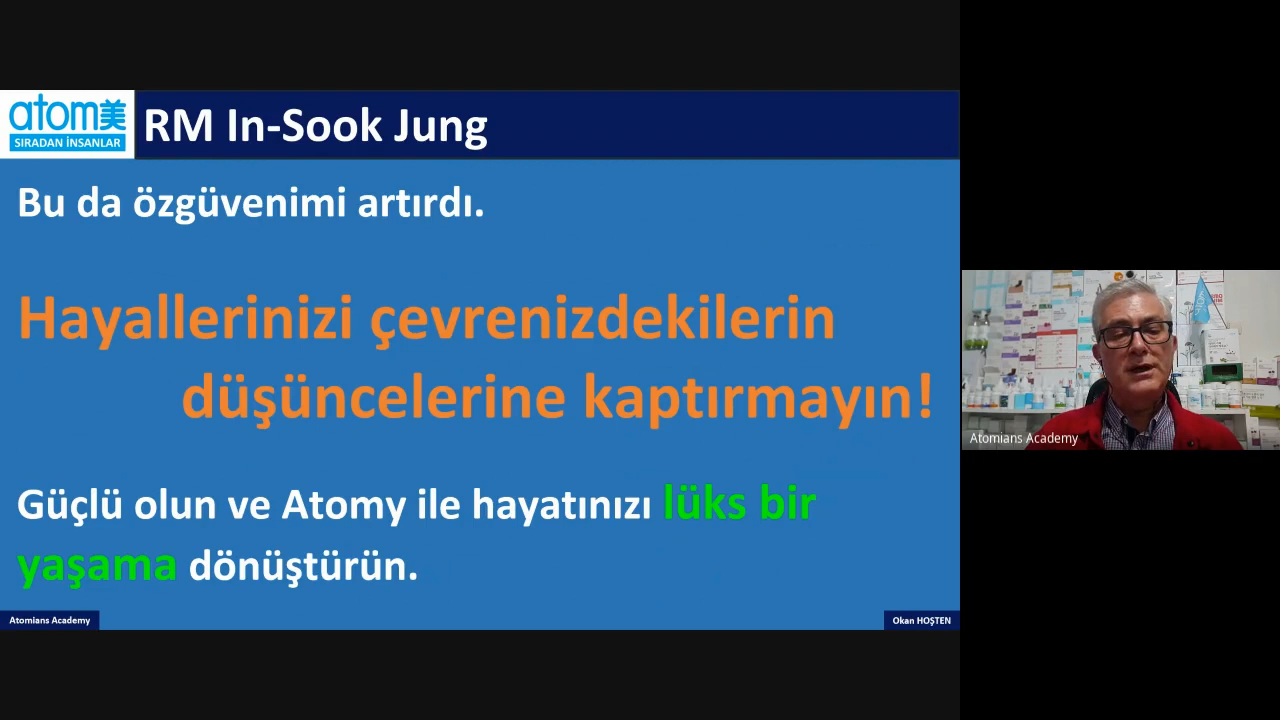 atom美
SIRADAN İNSANLAR
RM In-Sook Jung
Bu da özgüvenimi artırdı.
Hayallerinizi çevrenizdekilerin
düşüncelerine kaptırmayın!
Güçlü olun ve Atomy ile hayatınızı lüks bir
yaşama dönüştürün.
Atomians Academy
Okan HOŞTEN
Atomians Academy